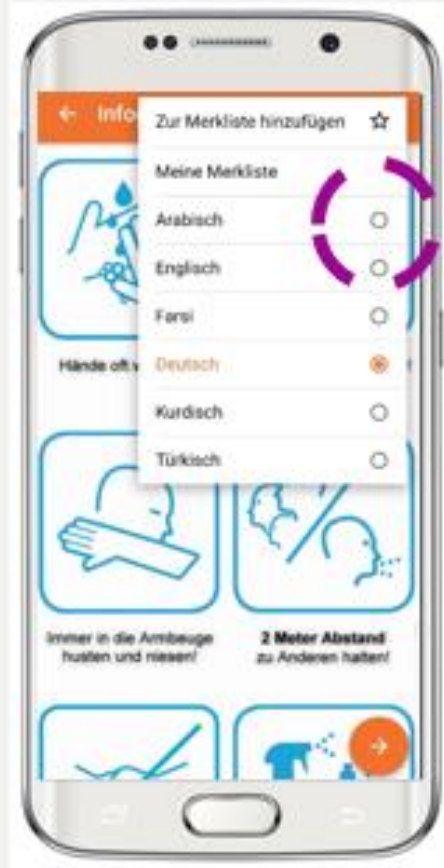 Info
Zur Merkliste hinzufügen
Meine Merkliste
Arabisch
Englisch
Farsi
Deutsch
Kurdisch
Türkisch
Hände oft
Immer in die Armbeuge
husten und niesen!
2 Meter Abstand
zu Anderen halten!